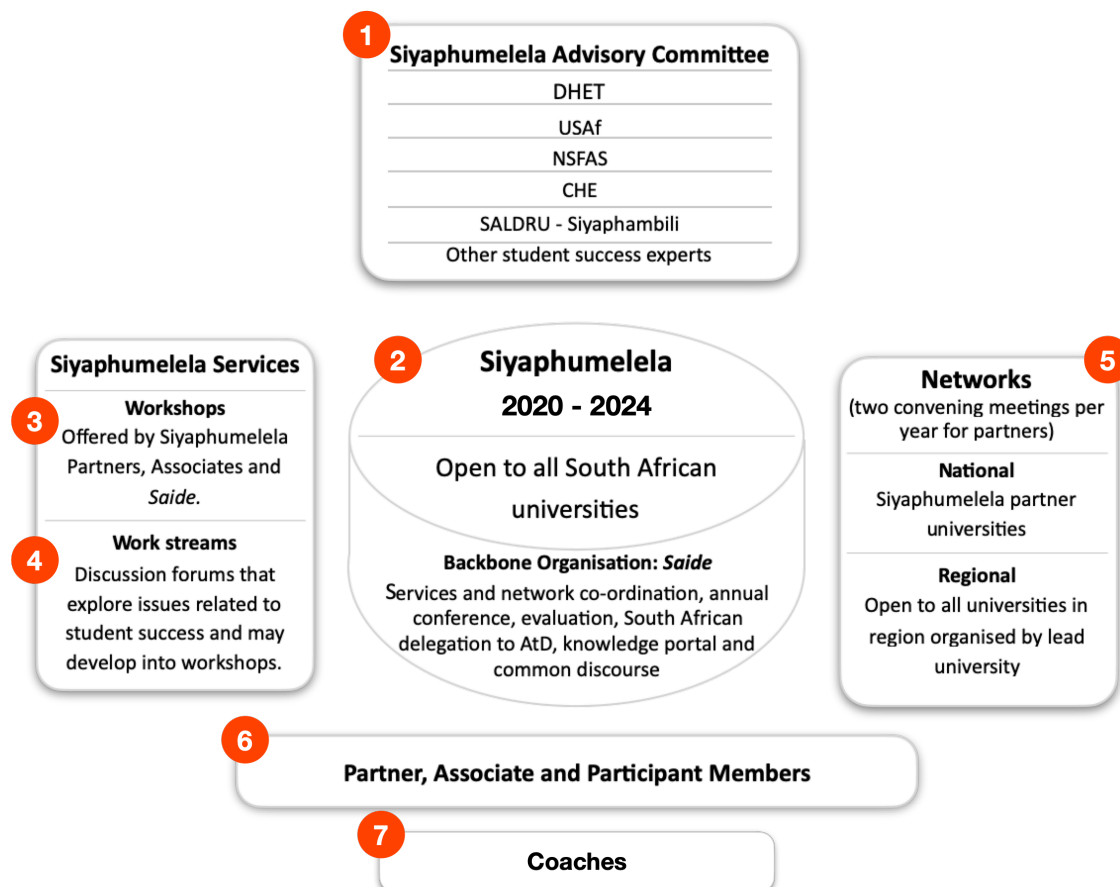 1
Siyaphumelela Advisory Committee
DHET
USAf
NSFAS
CHE
SALDRU - Siyaphambili
Other student success experts
2
Siyaphumelela
2020 - 2024
Open to all South African
universities
Backbone Organisation: Saide
Services and network co-ordination, annual
conference, evaluation, South African
delegation to AtD, knowledge portal and
common discourse
Siyaphumelela Services
3
Workshops
Offered by Siyaphumelela
Partners, Associates and
Saide.
4
Work streams
Discussion forums that
explore issues related to
student success and may
develop into workshops.
5
Networks
(two convening meetings per
year for partners)
National
Siyaphumelela partner
universities
Regional
Open to all universities in
region organised by lead
university
6
Partner, Associate and Participant Members
7
Coaches